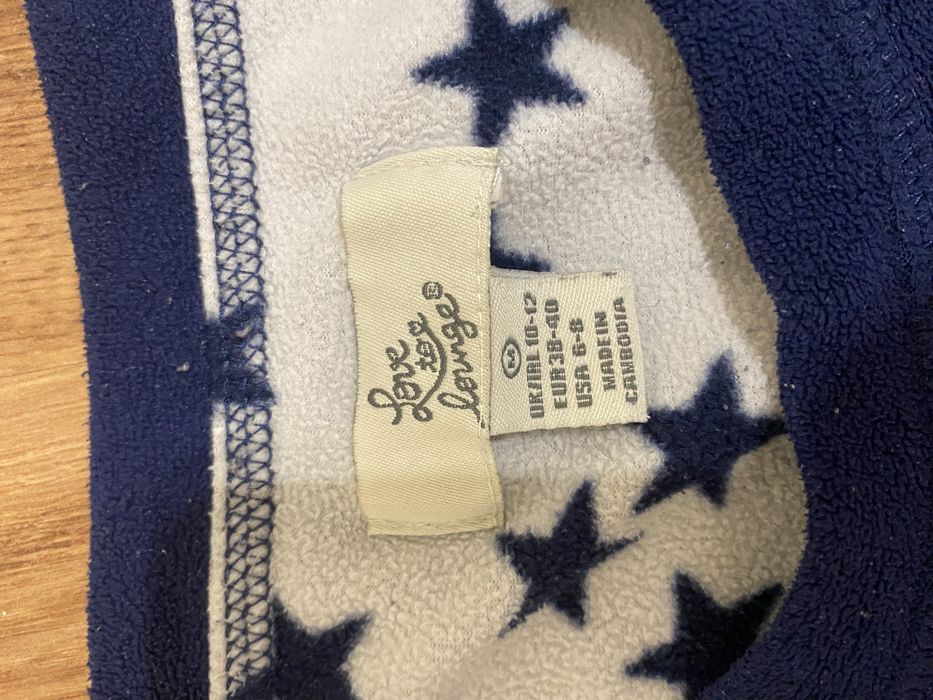 Love
to
lounge
M
UK/IRL 10-12
EUR 38-40
USA 6-8
MADE IN
CAMBODIA